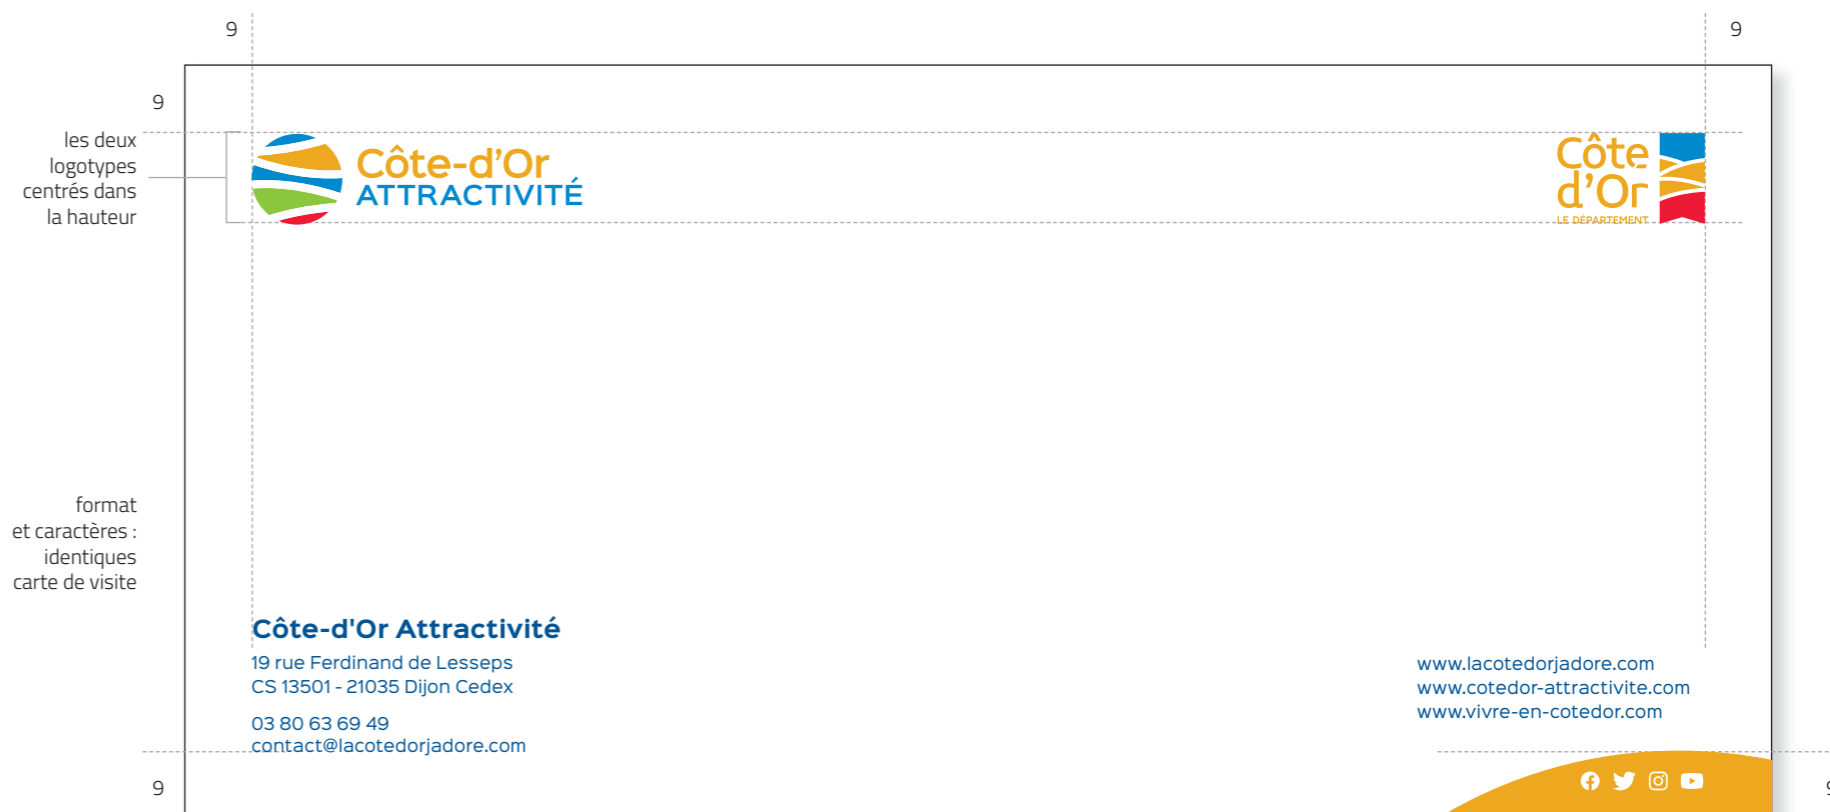 9
9
9
les deux
logotypes
centrés dans
la hauteur
Côte-d'Or
ATTRACTIVITÉ
Côte
d'Or
LE DÉPARTEMENT
format
et caractères :
identiques
carte de visite
Côte-d'Or Attractivité
19 rue Ferdinand de Lesseps
CS 13501 - 21035 Dijon Cedex
03 80 63 69 49
contact@lacotedorjadore.com
www.lacotedorjadore.com
www.cotedor-attractivite.com
www.vivre-en-cotedor.com
9